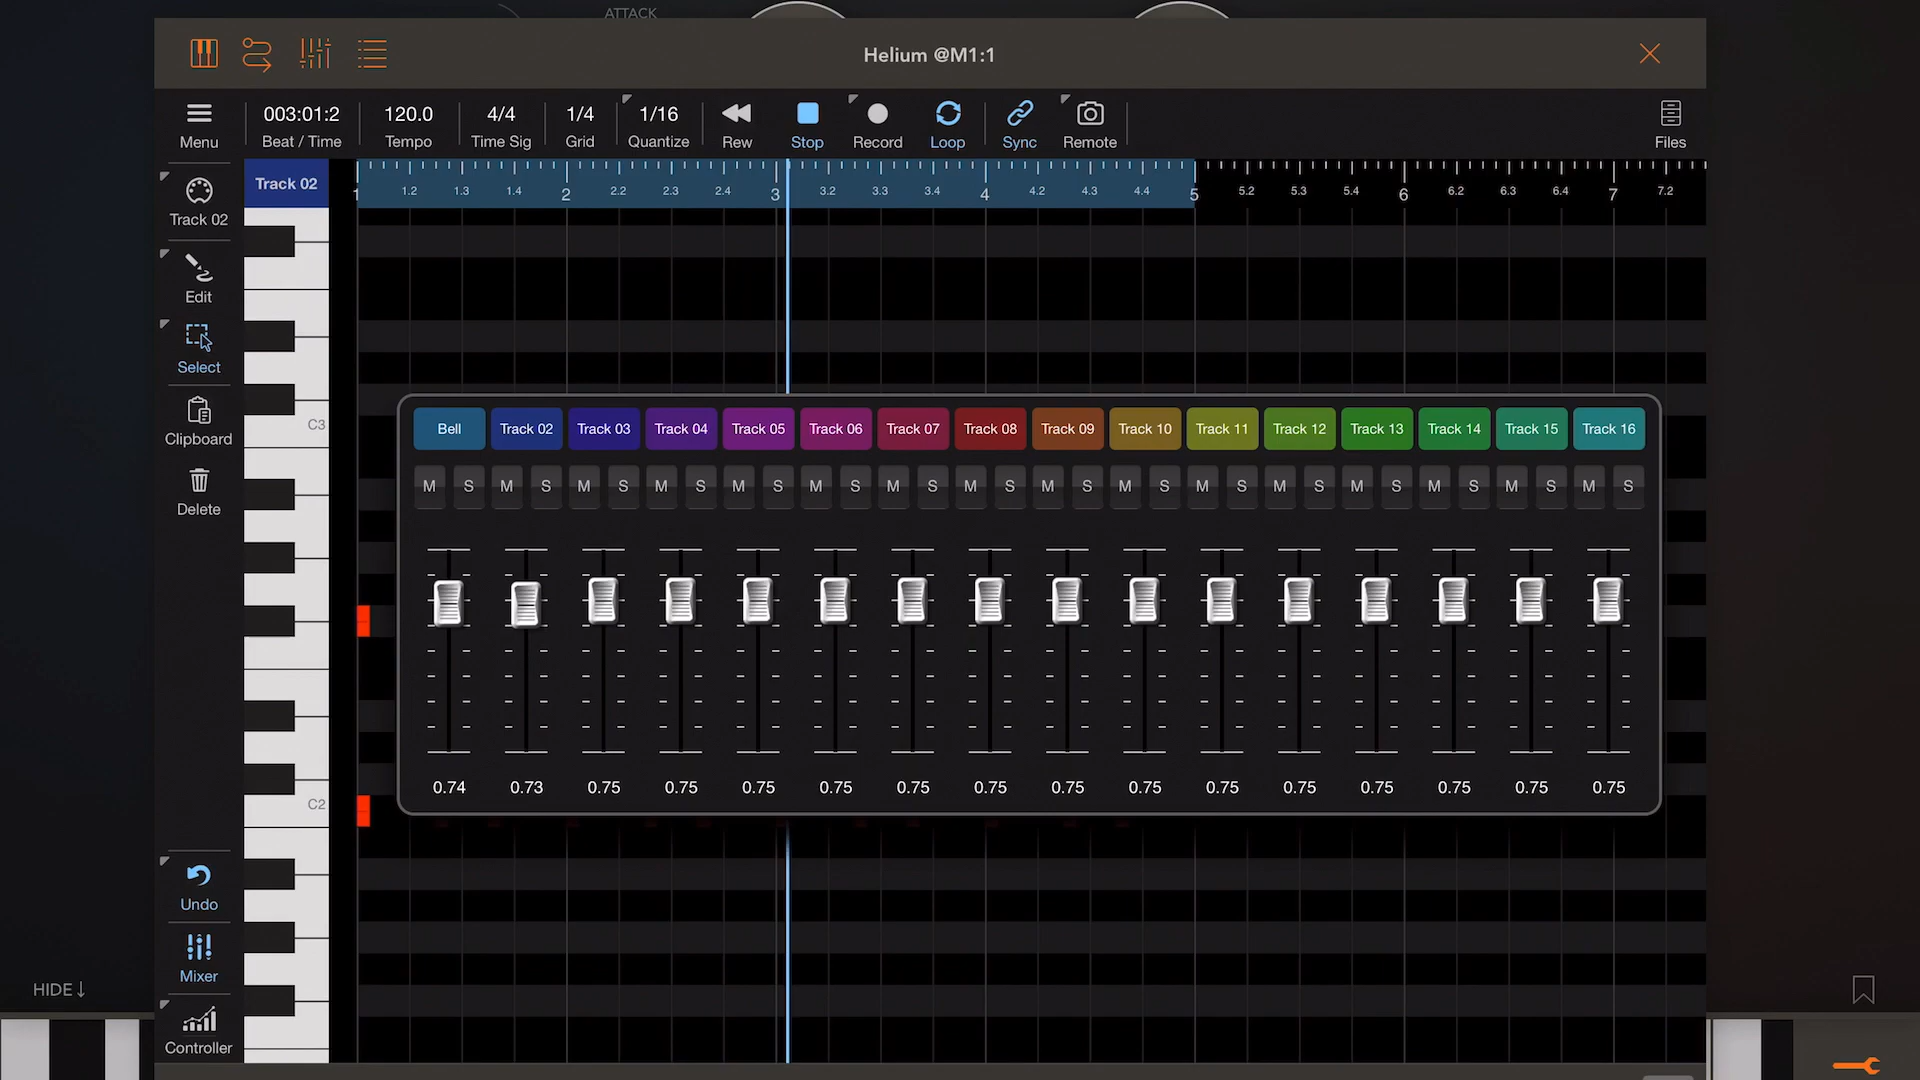 ATTACK
Helium @M1:1
Menu
003:01:2
Beat / Time
120.0
Tempo
4/4
Time Sig
1/4
Grid
1/16
Quantize
Rew
Stop
Record
Loop
Sync
Remote
Files
Track 02
1 1.2 1.3 1.4 2 2.2 2.3 2.4 3 3.2 3.3 3.4 4 4.2 4.3 4.4 5 5.2 5.3 5.4 6 6.2 6.3 6.4 7 7.2
Track 02
Edit
Select
Clipboard
Delete
C3
C2
Bell Track 02 Track 03 Track 04 Track 05 Track 06 Track 07 Track 08 Track 09 Track 10 Track 11 Track 12 Track 13 Track 14 Track 15 Track 16
M S M S M S M S M S M S M S M S M S M S M S M S M S M S M S M S
0.74 0.73 0.75 0.75 0.75 0.75 0.75 0.75 0.75 0.75 0.75 0.75 0.75 0.75 0.75 0.75
Undo
Mixer
Controller
HIDE↓